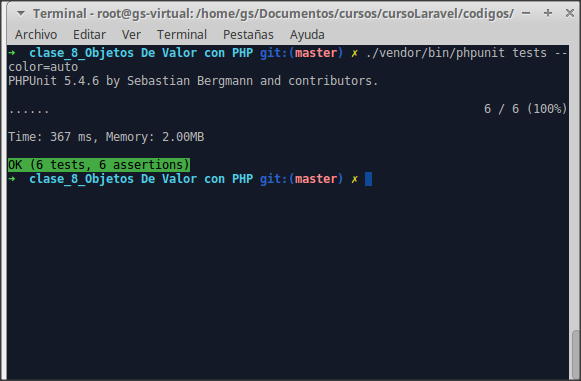 Terminal - root@gs-virtual: /home/gs/Documentos/cursos/cursoLaravel/codigos/
Archivo Editar Ver Terminal Pestañas Ayuda
➜ clase_8_Objetos De Valor con PHP git:(master) ✗ ./vendor/bin/phpunit tests --
color=auto
PHPUnit 5.4.6 by Sebastian Bergmann and contributors.
...... 6 / 6 (100%)
Time: 367 ms, Memory: 2.00MB
OK (6 tests, 6 assertions)
➜ clase_8_Objetos De Valor con PHP git:(master) ✗